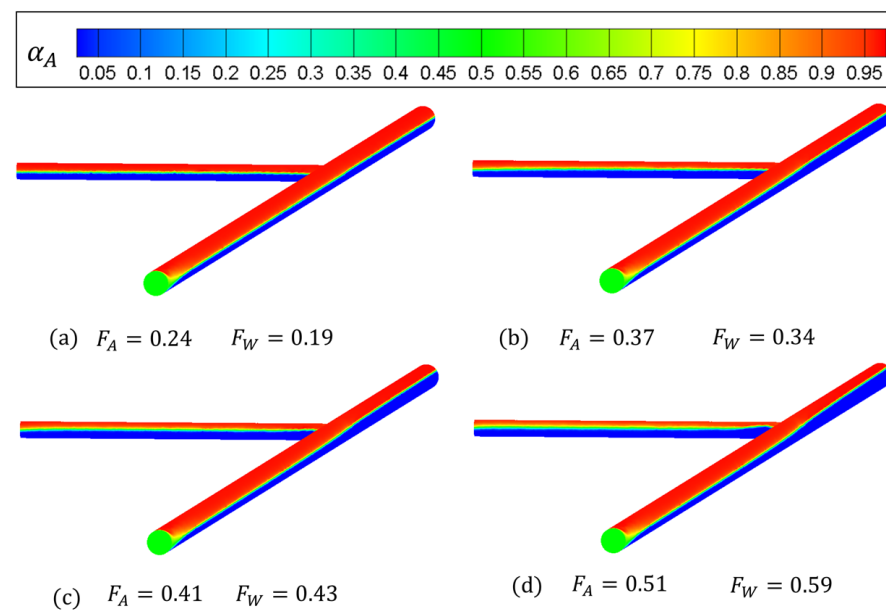 α_A
0.05 0.1 0.15 0.2 0.25 0.3 0.35 0.4 0.45 0.5 0.55 0.6 0.65 0.7 0.75 0.8 0.85 0.9 0.95
(a) F_A = 0.24 F_W = 0.19
(b) F_A = 0.37 F_W = 0.34
(c) F_A = 0.41 F_W = 0.43
(d) F_A = 0.51 F_W = 0.59